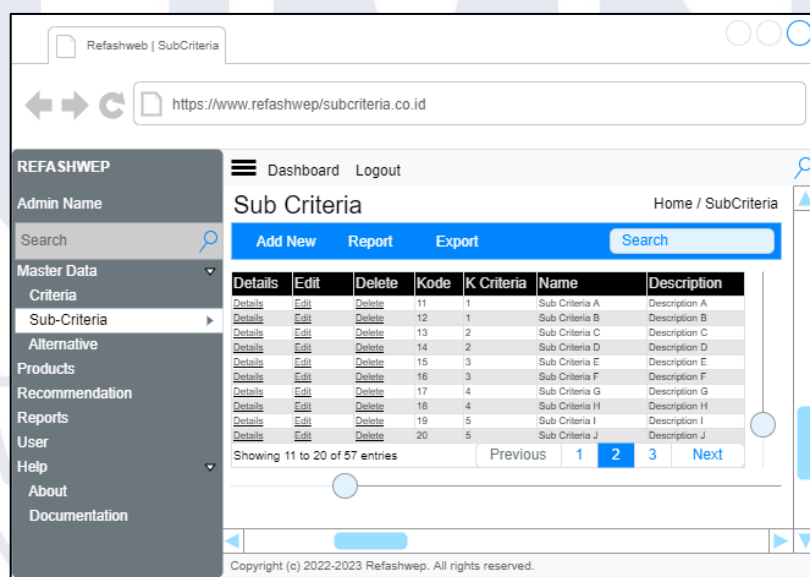 Refashweb | SubCriteria
https://www.refashwep/subcriteria.co.id
REFASHWEP
Dashboard Logout
Admin Name
Sub Criteria
Home / SubCriteria
Search
Add New Report Export Search
Master Data
Criteria
Sub-Criteria
Alternative
Products
Recommendation
Reports
User
Help
About
Documentation
Details Edit Delete Kode K Criteria Name Description
Details Edit Delete 11 1 Sub Criteria A Description A
Details Edit Delete 12 1 Sub Criteria B Description B
Details Edit Delete 13 2 Sub Criteria C Description C
Details Edit Delete 14 2 Sub Criteria D Description D
Details Edit Delete 15 3 Sub Criteria E Description E
Details Edit Delete 16 3 Sub Criteria F Description F
Details Edit Delete 17 4 Sub Criteria G Description G
Details Edit Delete 18 4 Sub Criteria H Description H
Details Edit Delete 19 5 Sub Criteria I Description I
Details Edit Delete 20 5 Sub Criteria J Description J
Showing 11 to 20 of 57 entries Previous 1 2 3 Next
Copyright (c) 2022-2023 Refashwep. All rights reserved.